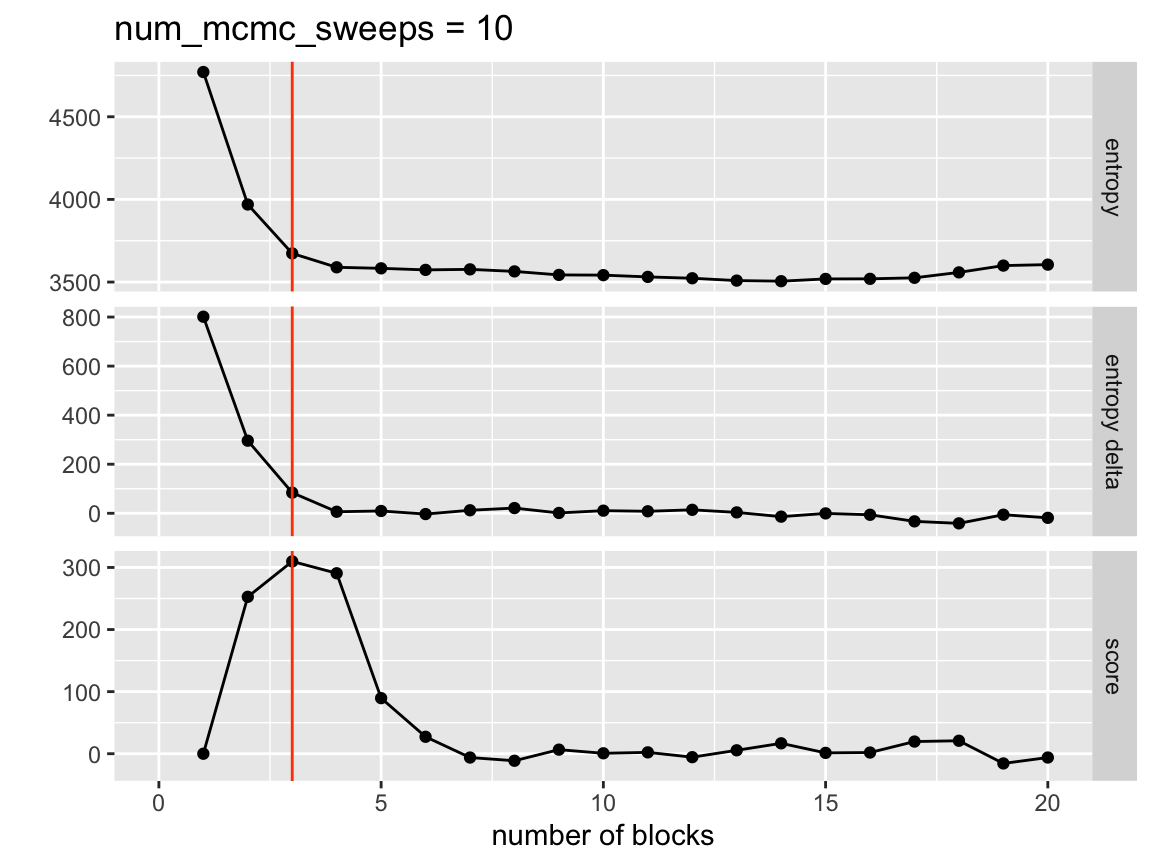 num_mcmc_sweeps = 10
4500
4000
3500
entropy
800
600
400
200
0
entropy delta
300
200
100
0
score
0 5 10 15 20
number of blocks